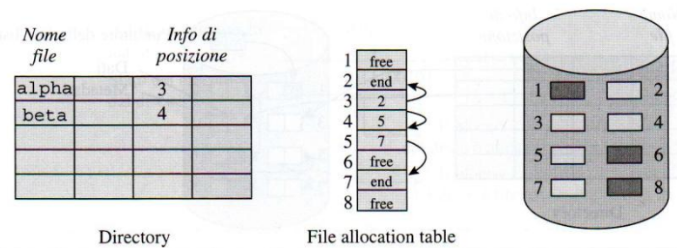 Nome file
Info di posizione
alpha 3
beta 4
Directory
1 free
2 end
3 2
4 5
5 7
6 free
7 end
8 free
File allocation table
1 2
3 4
5 6
7 8